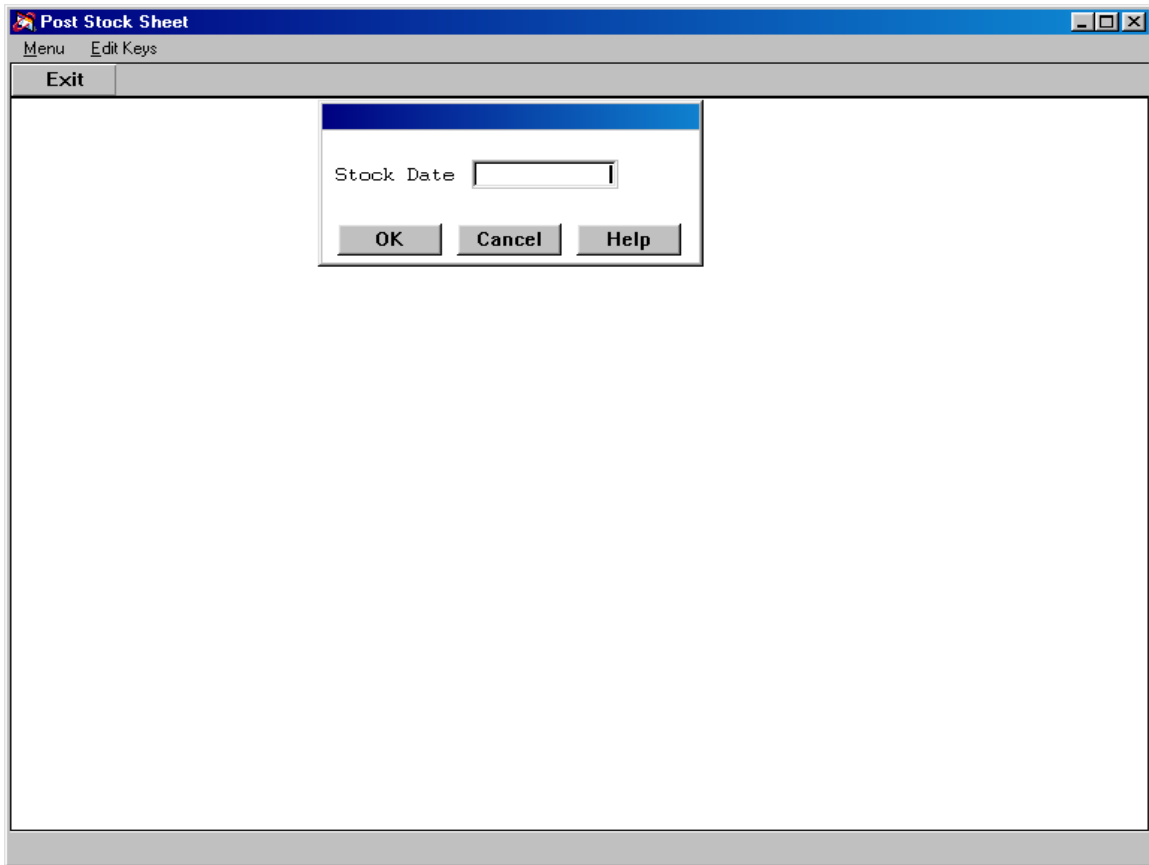 Post Stock Sheet
Menu Edit Keys
Exit
Stock Date
OK Cancel Help